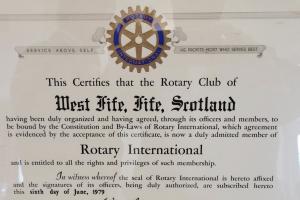 ROTARY
INTERNATIONAL
SERVICE ABOVE SELF
HE PROFITS MOST WHO SERVES BEST
This Certifies that the Rotary Club of
West Fife, Fife, Scotland
having been duly organized and having agreed, through its officers and members, to
be bound by the Constitution and By-Laws of Rotary International, which agreement
is evidenced by the acceptance of this certificate, is now a duly admitted member of
Rotary International
and is entitled to all the rights and privileges of such membership.
In witness whereof the seal of Rotary International is hereto affixed
and the signatures of its officers, being duly authorized, are subscribed hereto
this sixth day of June, 1979